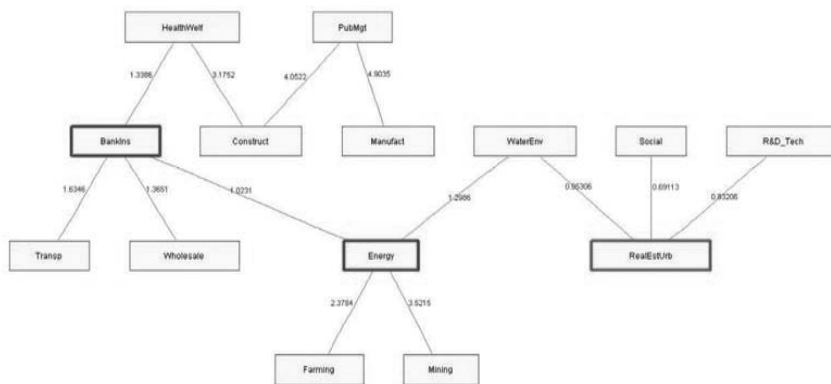 HealthWelf
PubMgt
1.3386
3.1752
4.0522
4.9035
BankIns
Construct
Manufact
WaterEnv
Social
R&D_Tech
1.6346
1.3651
1.0231
1.2986
0.95306
0.69113
0.83206
Transp
Wholesale
Energy
RealEstUrb
2.3784
3.5215
Farming
Mining